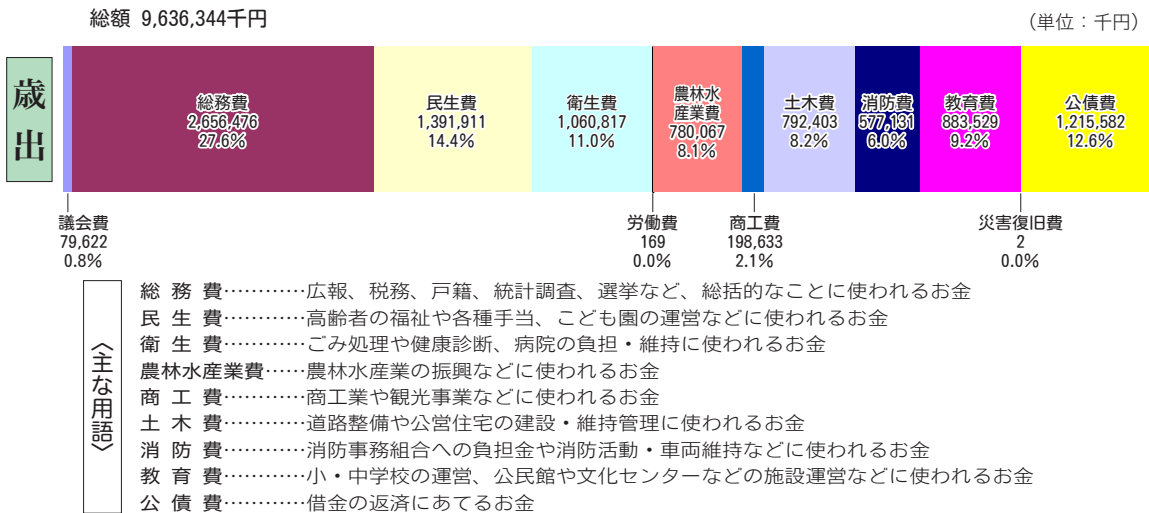 総額 9,636,344千円
(単位：千円)
歳出
総務費
2,656,476
27.6%
民生費
1,391,911
14.4%
衛生費
1,060,817
11.0%
農林水
産業費
780,067
8.1%
土木費
792,403
8.2%
消防費
577,131
6.0%
教育費
883,529
9.2%
公債費
1,215,582
12.6%
議会費
79,622
0.8%
労働費
169
0.0%
商工費
198,633
2.1%
災害復旧費
2
0.0%
〈主な用語〉
総務費…………広報、税務、戸籍、統計調査、選挙など、総括的なことに使われるお金
民生費…………高齢者の福祉や各種手当、こども園の運営などに使われるお金
衛生費…………ごみ処理や健康診断、病院の負担・維持に使われるお金
農林水産業費……農林水産業の振興などに使われるお金
商工費…………商工業や観光事業などに使われるお金
土木費…………道路整備や公営住宅の建設・維持管理に使われるお金
消防費…………消防事務組合への負担金や消防活動・車両維持などに使われるお金
教育費…………小・中学校の運営、公民館や文化センターなどの施設運営などに使われるお金
公債費…………借金の返済にあてるお金